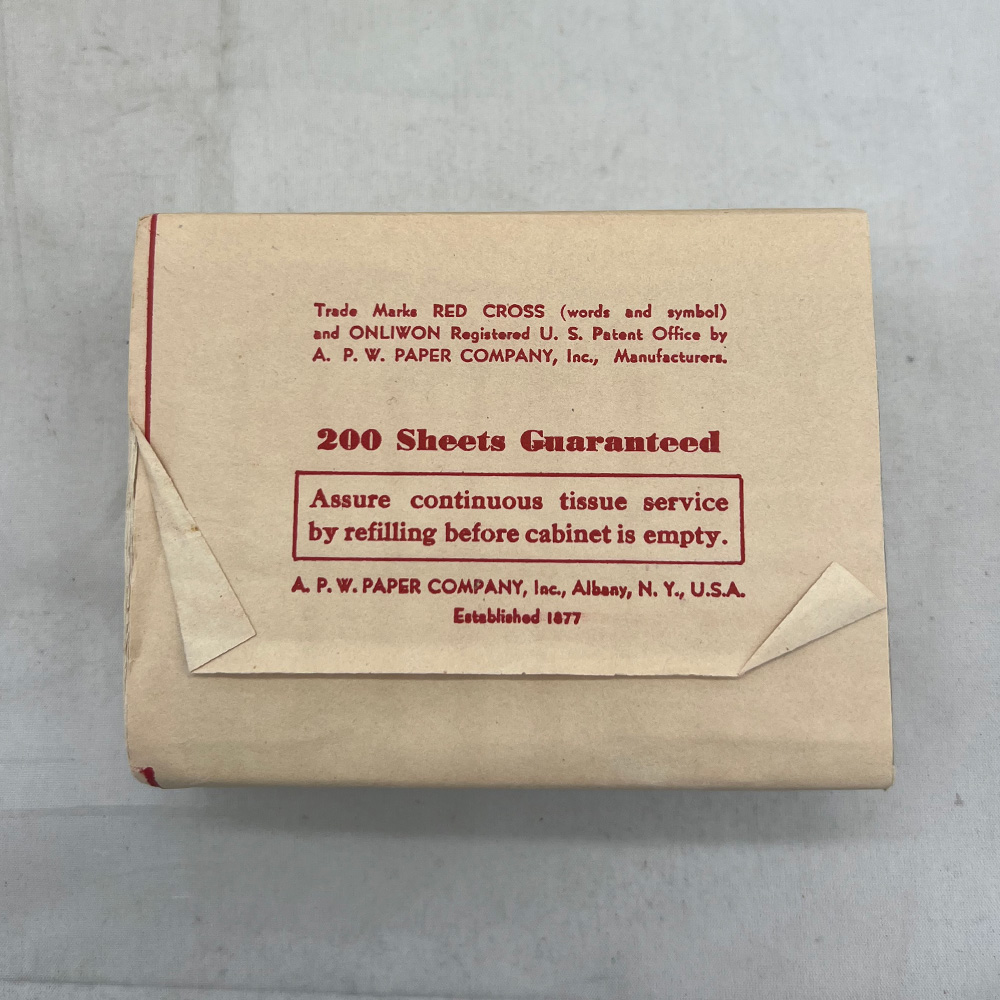 Trade Marks RED CROSS (words and symbol)
and ONLIWON Registered U. S. Patent Office by
A. P. W. PAPER COMPANY, Inc., Manufacturers.
200 Sheets Guaranteed
Assure continuous tissue service
by refilling before cabinet is empty.
A. P. W. PAPER COMPANY, Inc., Albany, N. Y., U.S.A.
Established 1877